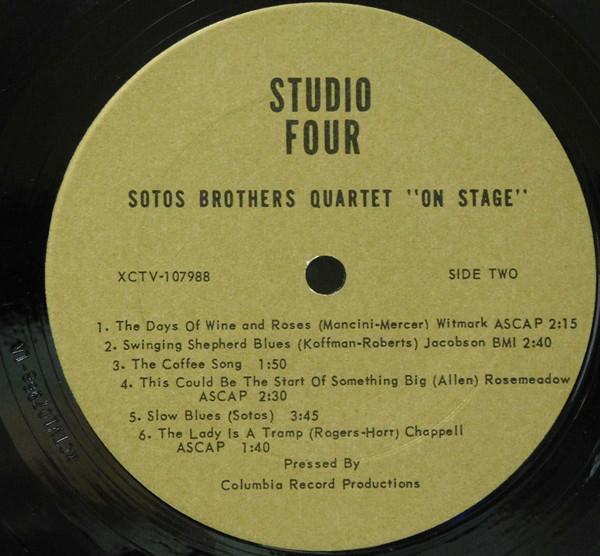 STUDIO
FOUR
SOTOS BROTHERS QUARTET "ON STAGE"
XCTV-107988
SIDE TWO
1. The Days Of Wine and Roses (Mancini-Mercer) Witmark ASCAP 2:15
2. Swinging Shepherd Blues (Koffman-Roberts) Jacobson BMI 2:40
3. The Coffee Song 1:50
4. This Could Be The Start Of Something Big (Allen) Rosemeadow
ASCAP 2:30
5. Slow Blues (Sotos) 3:45
6. The Lady Is A Tramp (Rogers-Harr) Chappell
ASCAP 1:40
Pressed By
Columbia Record Productions